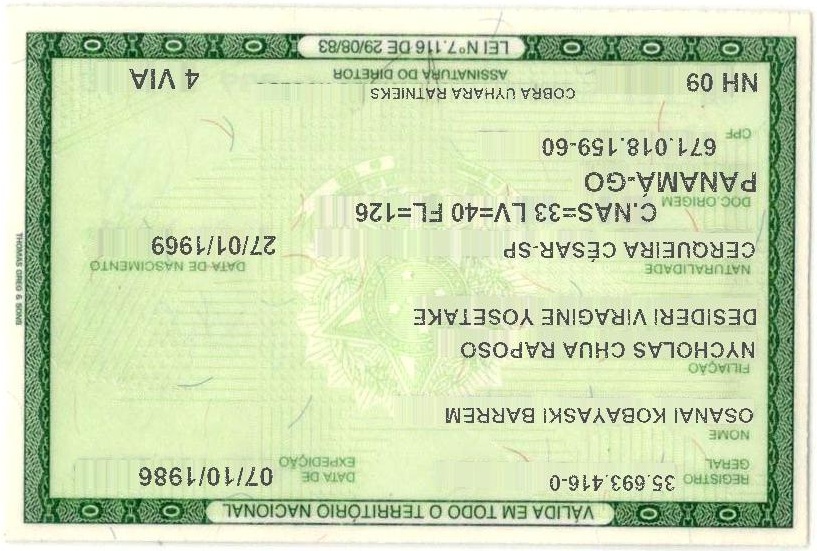 VÁLIDA EM TODO O TERRITÓRIO NACIONAL
REGISTRO GERAL 35.693.416-0 DATA DE EXPEDIÇÃO 07/10/1986
NOME
OSANAI KOBAYASKI BARREM
FILIAÇÃO
NYCHOLAS CHUA RAPOSO
DESIDERI VIRAGINE YOSETAKE
NATURALIDADE DATA DE NASCIMENTO
CERQUEIRA CÉSAR-SP 27/01/1969
DOC.ORIGEM C.NAS=33 LV=40 FL=126
PANAMÁ-GO
CPF 671.018.159-60
COBRA UYHARA RATNIEKS
NH 09 ASSINATURA DO DIRETOR 4 VIA
LEI Nº 7.116 DE 29/08/83
THOMAS GREG & SONS